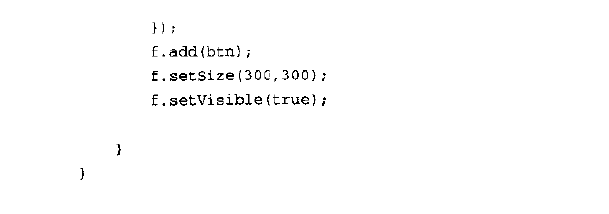 });
f.add(btn);
f.setSize(300,300);
f.setVisible(true);
}
}